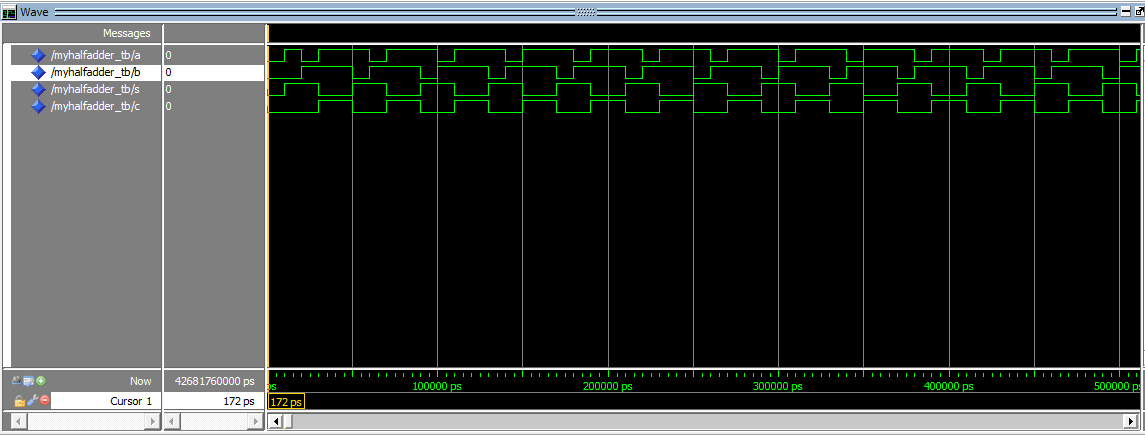 Wave
Messages
/myhalfadder_tb/a 0
/myhalfadder_tb/b 0
/myhalfadder_tb/s 0
/myhalfadder_tb/c 0
Now 42681760000 ps
ps 100000 ps 200000 ps 300000 ps 400000 ps 500000 ps
Cursor 1 172 ps 172 ps